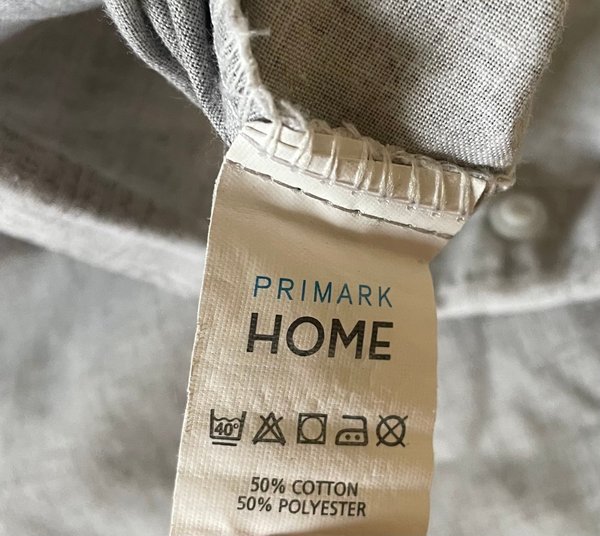 PRIMARK
HOME
40°
50% COTTON
50% POLYESTER